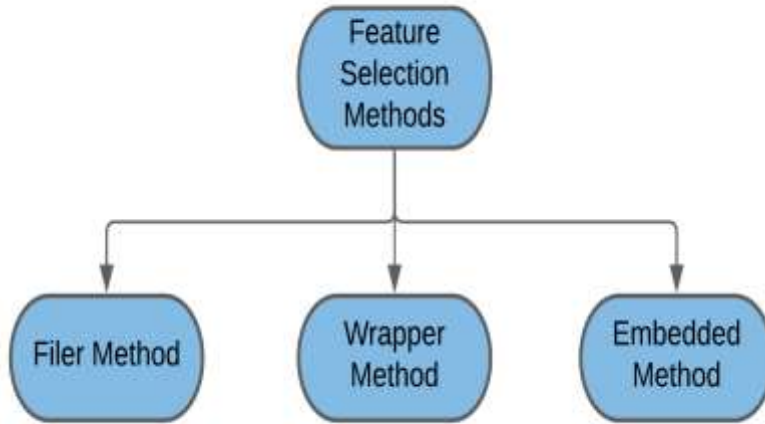 Feature
Selection
Methods
Filer Method
Wrapper
Method
Embedded
Method